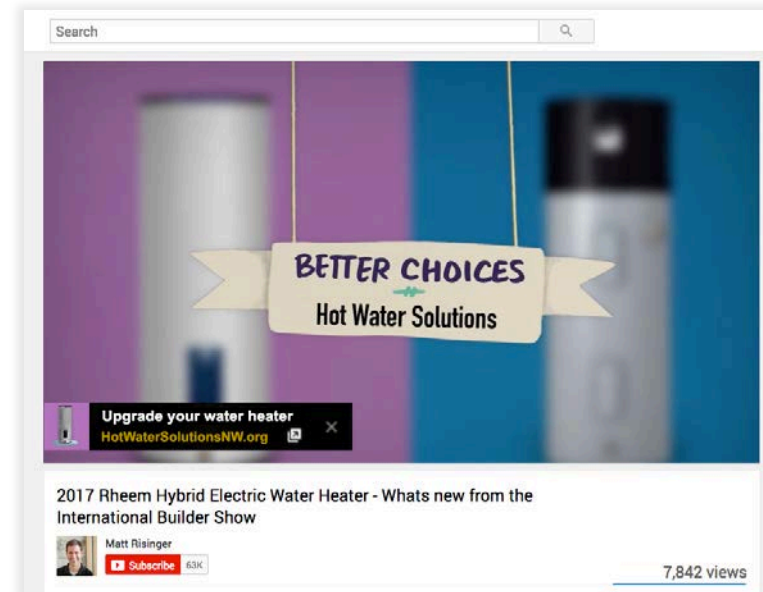 Search
BETTER CHOICES
Hot Water Solutions
Upgrade your water heater
HotWaterSolutionsNW.org
2017 Rheem Hybrid Electric Water Heater - Whats new from the
International Builder Show
Matt Risinger
Subscribe 63K
7,842 views